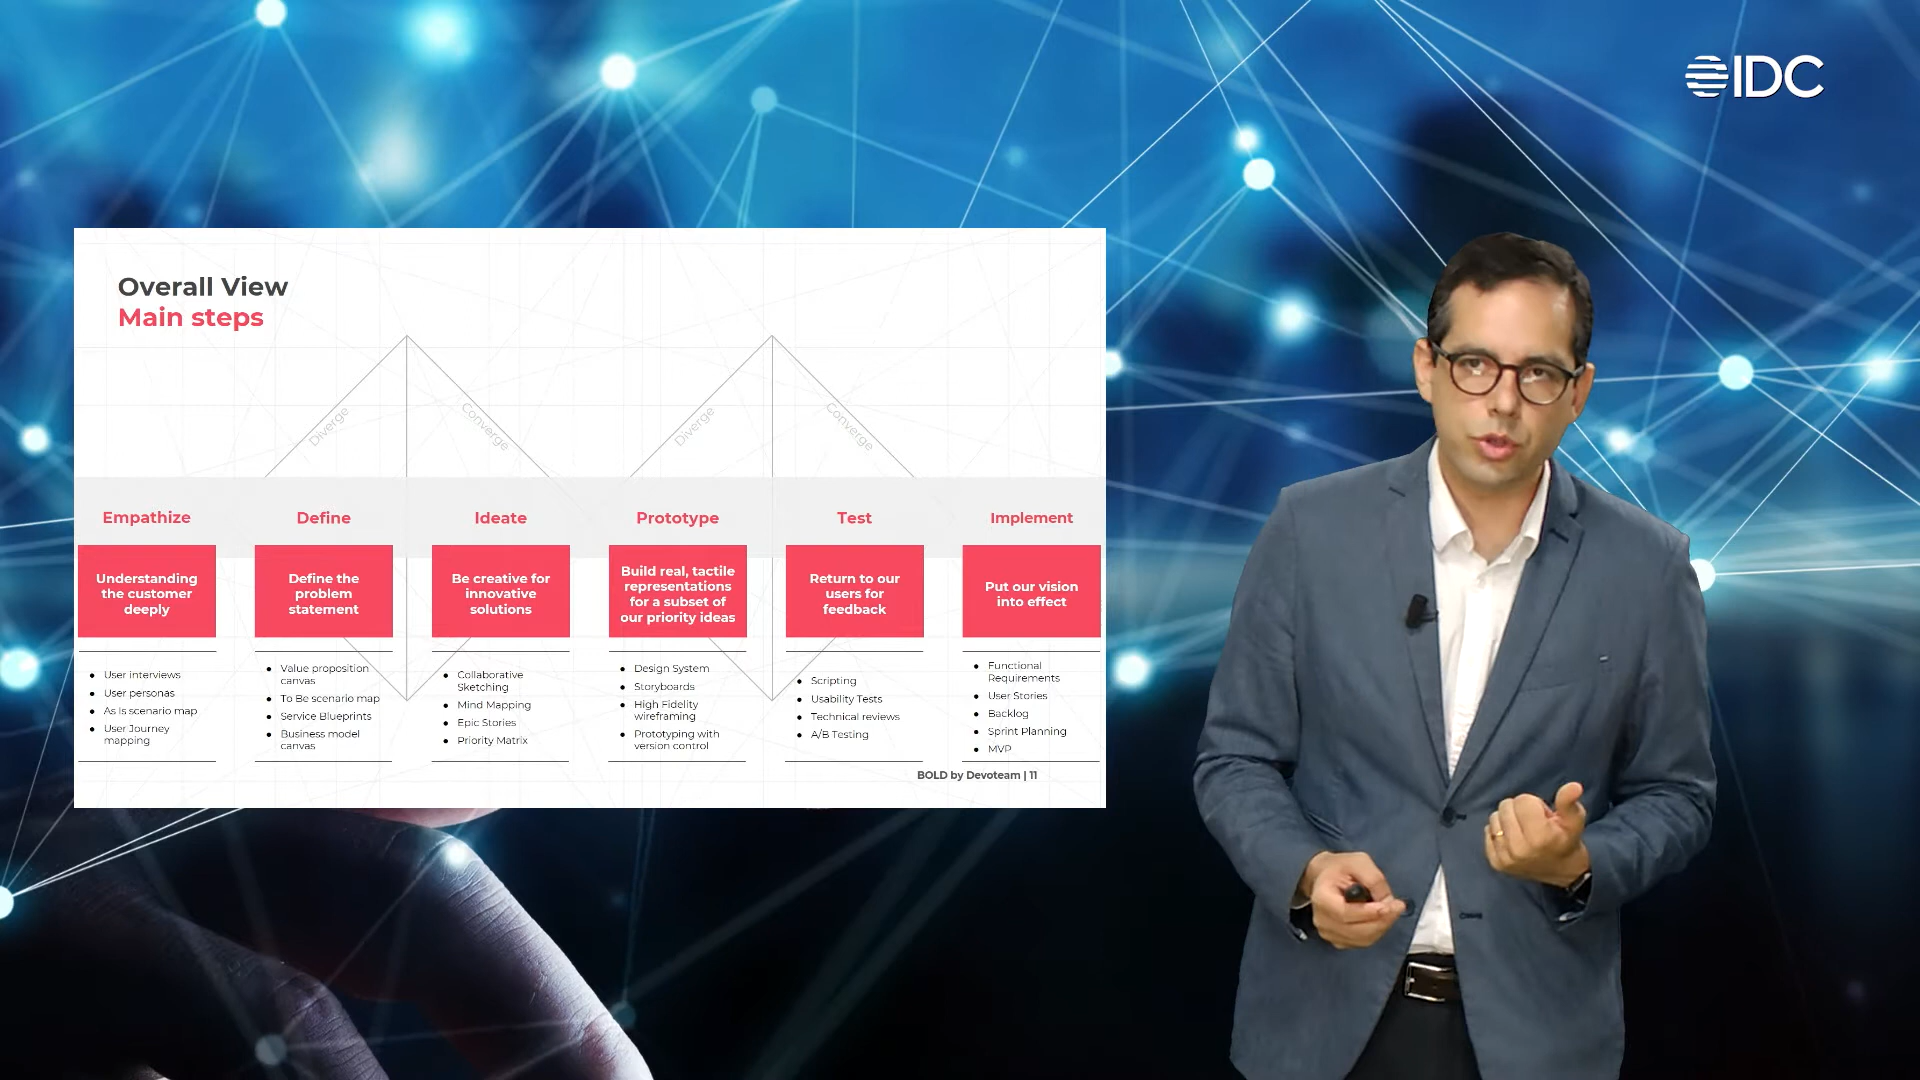 IDC
Overall View
Main steps
Diverge
Converge
Diverge
Converge
Empathize
Define
Ideate
Prototype
Test
Implement
Understanding
the customer
deeply
Define the
problem
statement
Be creative for
innovative
solutions
Build real, tactile
representations
for a subset of
our priority ideas
Return to our
users for
feedback
Put our vision
into effect
User interviews
User personas
As Is scenario map
User Journey
mapping
Value proposition
canvas
To Be scenario map
Service Blueprints
Business model
canvas
Collaborative
Sketching
Mind Mapping
Epic Stories
Priority Matrix
Design System
Storyboards
High Fidelity
wireframing
Prototyping with
version control
Scripting
Usability Tests
Technical reviews
A/B Testing
Functional
Requirements
User Stories
Backlog
Sprint Planning
MVP
BOLD by Devoteam | 11